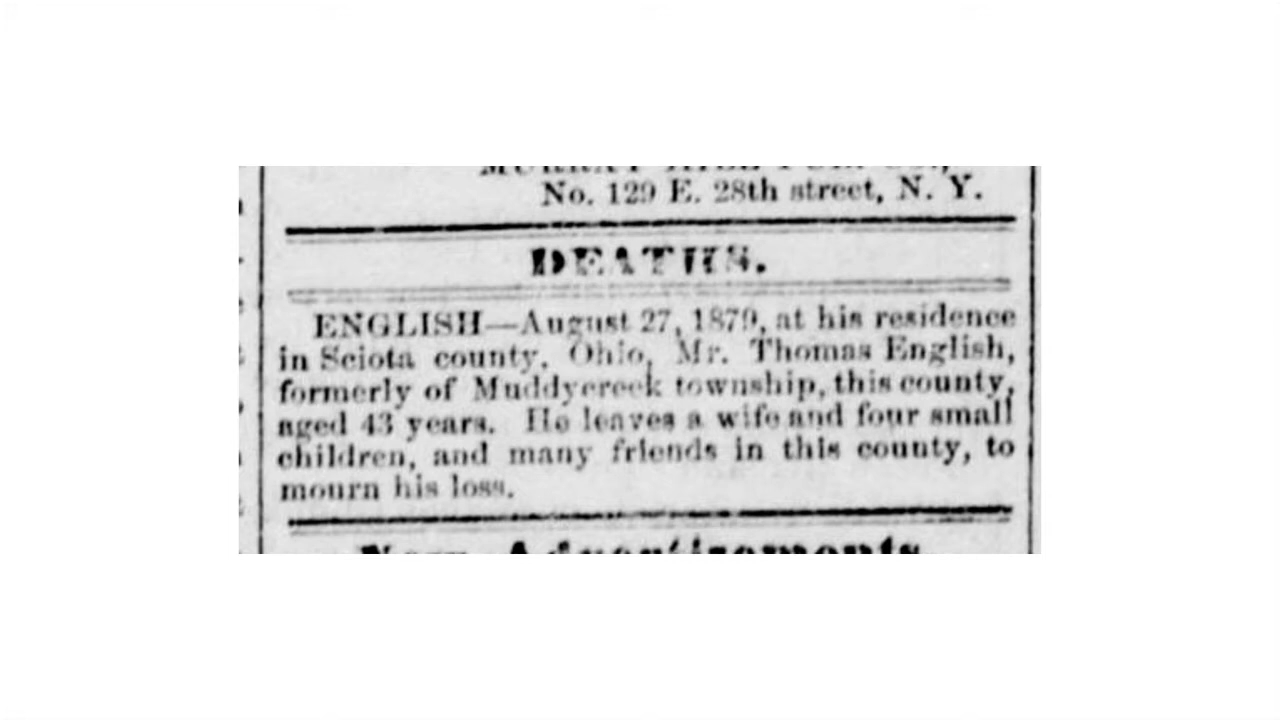 No. 129 E. 28th street, N. Y.
DEATHS.
ENGLISH—August 27, 1879, at his residence
in Sciota county, Ohio, Mr. Thomas English,
formerly of Muddycreek township, this county,
aged 43 years. He leaves a wife and four small
children, and many friends in this county, to
mourn his loss.
New Advertisements